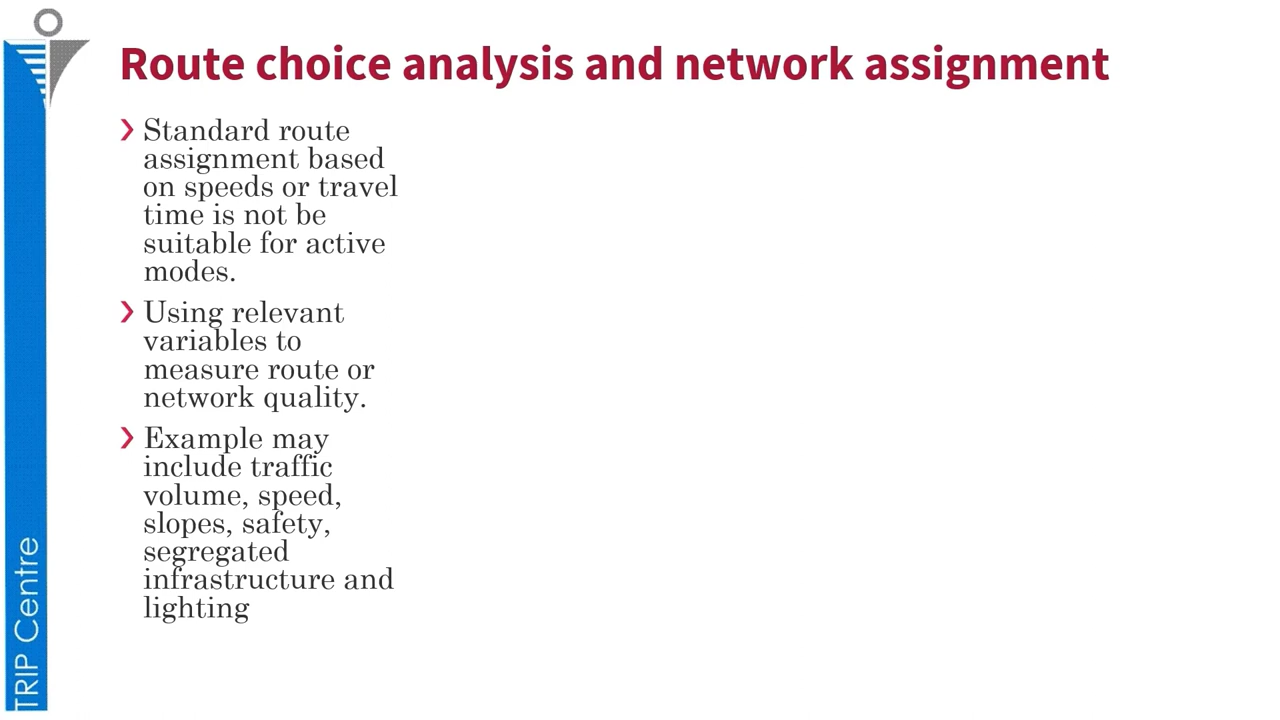 Route choice analysis and network assignment
Standard route
assignment based
on speeds or travel
time is not be
suitable for active
modes.
Using relevant
variables to
measure route or
network quality.
Example may
include traffic
volume, speed,
slopes, safety,
segregated
infrastructure and
lighting
TRIP Centre